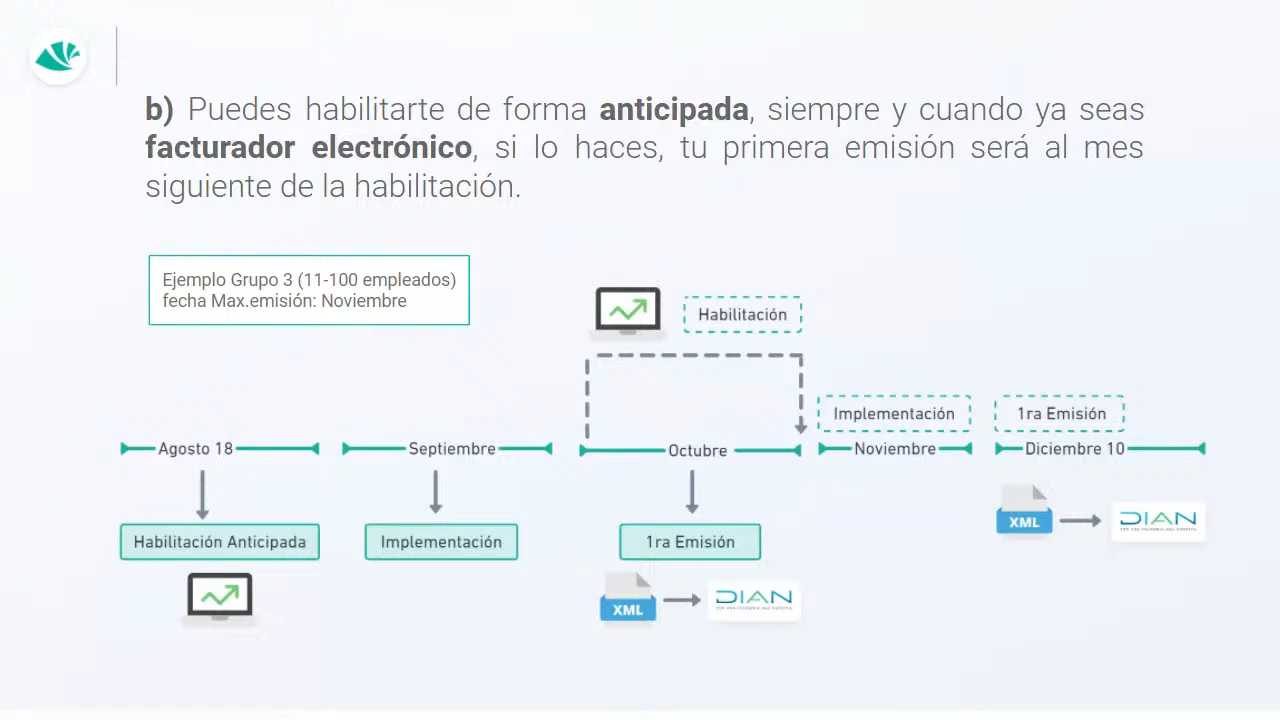 b) Puedes habilitarte de forma anticipada, siempre y cuando ya seas
facturador electrónico, si lo haces, tu primera emisión será al mes
siguiente de la habilitación.
Ejemplo Grupo 3 (11-100 empleados)
fecha Max.emisión: Noviembre
Habilitación
Implementación
1ra Emisión
Agosto 18
Septiembre
Octubre
Noviembre
Diciembre 10
XML
DIAN
Habilitación Anticipada
Implementación
1ra Emisión
XML
DIAN